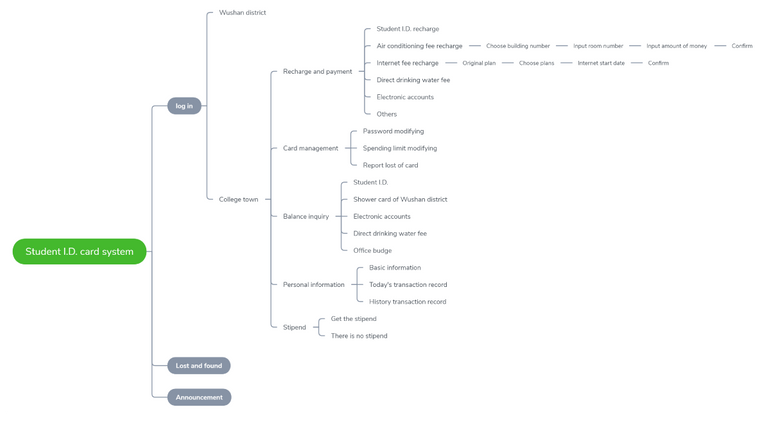 Wushan district
Student I.D. recharge
Air conditioning fee recharge
Choose building number
Input room number
Input amount of money
Confirm
Internet fee recharge
Original plan
Choose plans
Internet start date
Confirm
Recharge and payment
Direct drinking water fee
Electronic accounts
log in
Others
Password modifying
Card management
Spending limit modifying
Report lost of card
Student I.D.
College town
Shower card of Wushan district
Balance inquiry
Electronic accounts
Direct drinking water fee
Student I.D. card system
Office budge
Basic information
Personal information
Today's transaction record
History transaction record
Get the stipend
Stipend
There is no stipend
Lost and found
Announcement